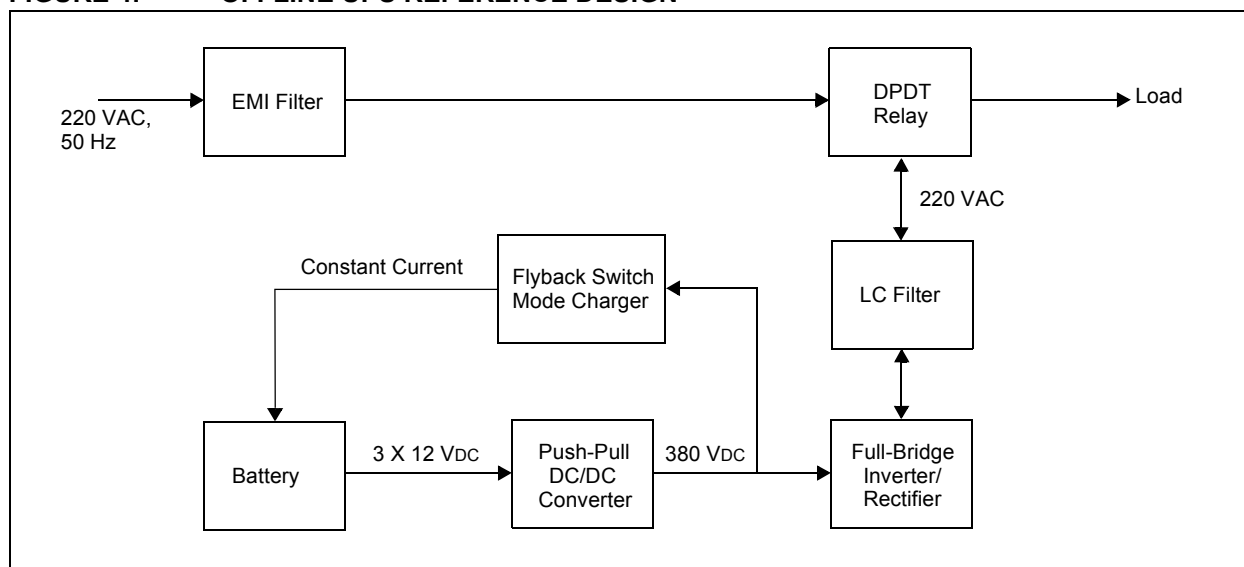 220 VAC,
50 Hz
EMI Filter
DPDT
Relay
Load
220 VAC
Constant Current
Flyback Switch
Mode Charger
LC Filter
Battery
3 X 12 VDC
Push-Pull
DC/DC
Converter
380 VDC
Full-Bridge
Inverter/
Rectifier